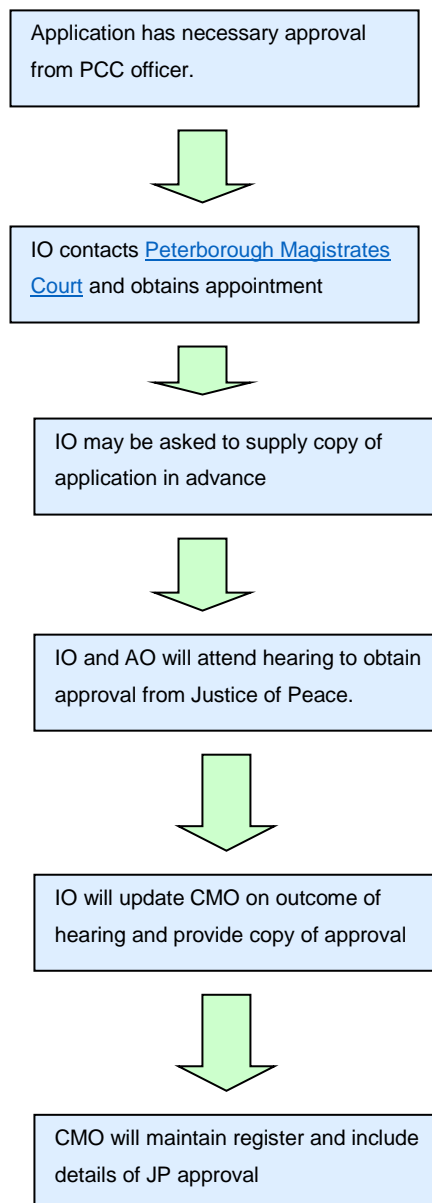 Application has necessary approval
from PCC officer.
IO contacts Peterborough Magistrates
Court and obtains appointment
IO may be asked to supply copy of
application in advance
IO and AO will attend hearing to obtain
approval from Justice of Peace.
IO will update CMO on outcome of
hearing and provide copy of approval
CMO will maintain register and include
details of JP approval